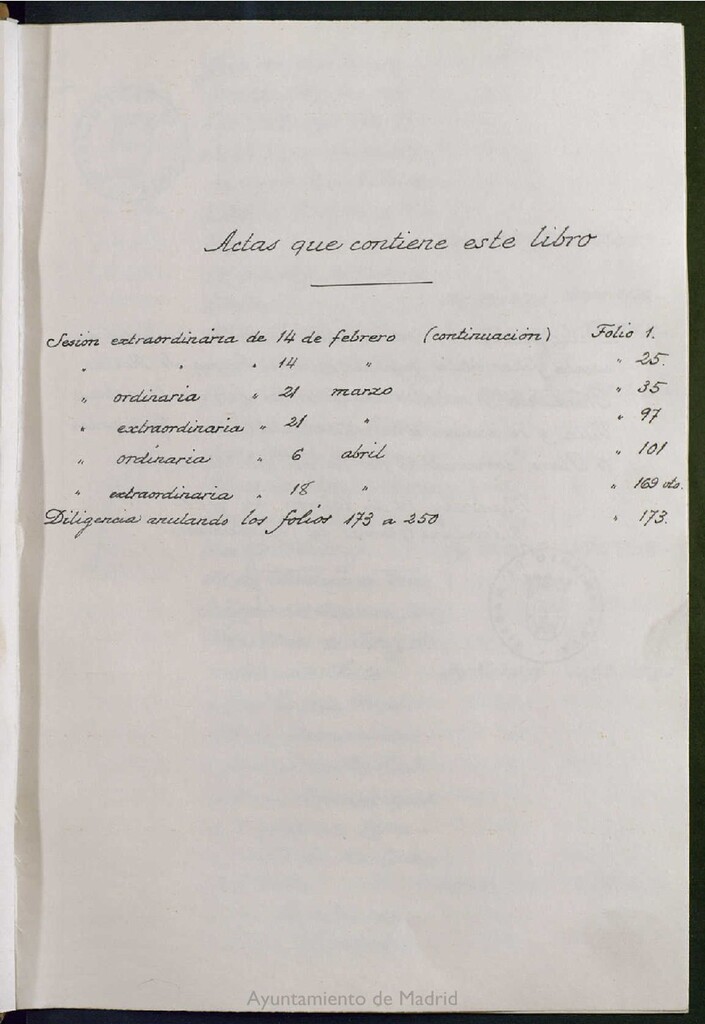 Actas que contiene este libro
Sesión extraordinaria de 14 de febrero (continuación) Folio 1.
" " " 14 " " 25.
" ordinaria " 21 marzo " 35
" extraordinaria " 21 " " 97
" ordinaria " 6 abril " 101
" extraordinaria " 18 " " 169 vto.
Diligencia anulando los folios 173 a 250 " 173.
Ayuntamiento de Madrid